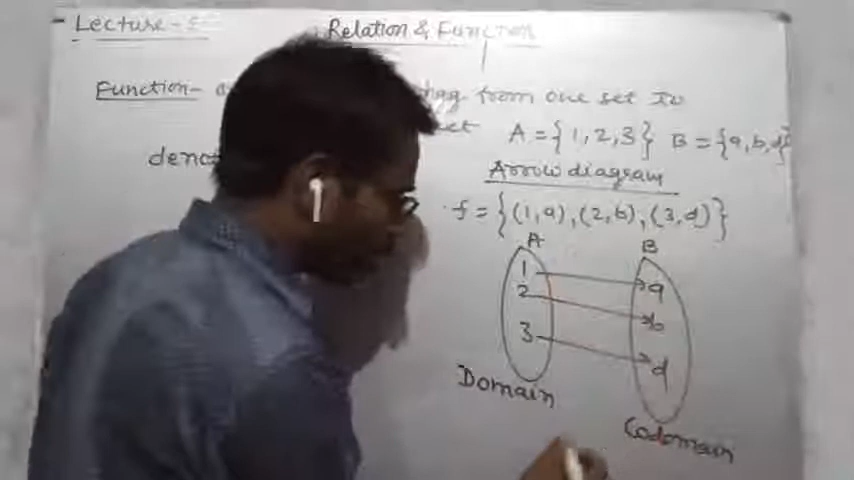 Lecture -5
Relation & Function
Function- from one set to
A = {1, 2, 3} B = {a, b, d}
Arrow diagram
f = {(1, a), (2, b), (3, d)}
A B
1 a
2 b
3 d
Domain
Codomain